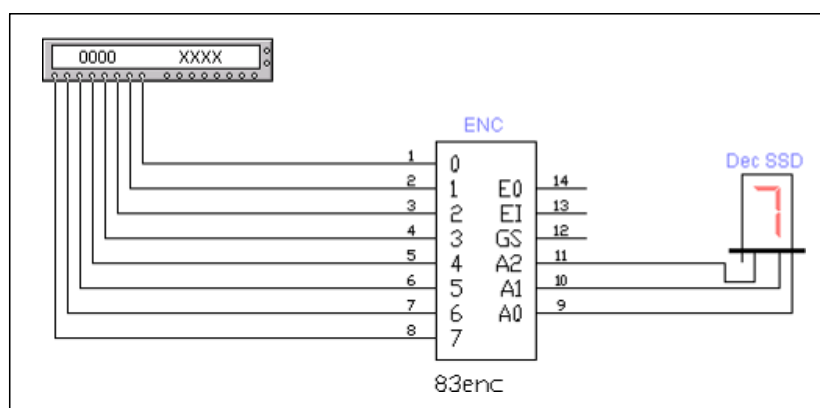 0000 XXXX
ENC
Dec SSD
1 0
2 1 E0 14
3 2 EI 13
4 3 GS 12
5 4 A2 11
6 5 A1 10
7 6 A0 9
8 7
83enc
7